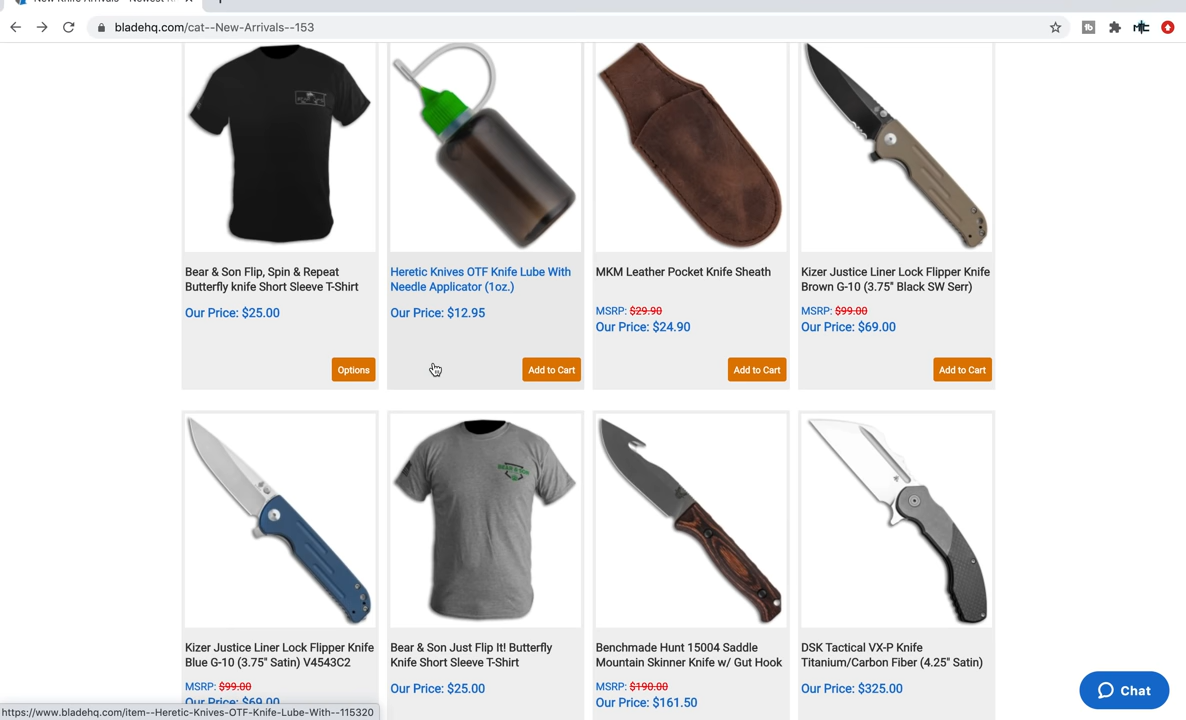 bladehq.com/cat--New-Arrivals--153
Bear & Son Flip, Spin & Repeat
Butterfly knife Short Sleeve T-Shirt
Our Price: $25.00
Options
Heretic Knives OTF Knife Lube With
Needle Applicator (1oz.)
Our Price: $12.95
Add to Cart
MKM Leather Pocket Knife Sheath
MSRP: $29.90
Our Price: $24.90
Add to Cart
Kizer Justice Liner Lock Flipper Knife
Brown G-10 (3.75" Black SW Serr)
MSRP: $99.00
Our Price: $69.00
Add to Cart
Kizer Justice Liner Lock Flipper Knife
Blue G-10 (3.75" Satin) V4543C2
MSRP: $99.00
Our Price: $69.00
BEAR & SON
Bear & Son Just Flip It! Butterfly
Knife Short Sleeve T-Shirt
Our Price: $25.00
Benchmade Hunt 15004 Saddle
Mountain Skinner Knife w/ Gut Hook
MSRP: $190.00
Our Price: $161.50
DSK Tactical VX-P Knife
Titanium/Carbon Fiber (4.25" Satin)
Our Price: $325.00
Chat
https://www.bladehq.com/item--Heretic-Knives-OTF-Knife-Lube-With--115320